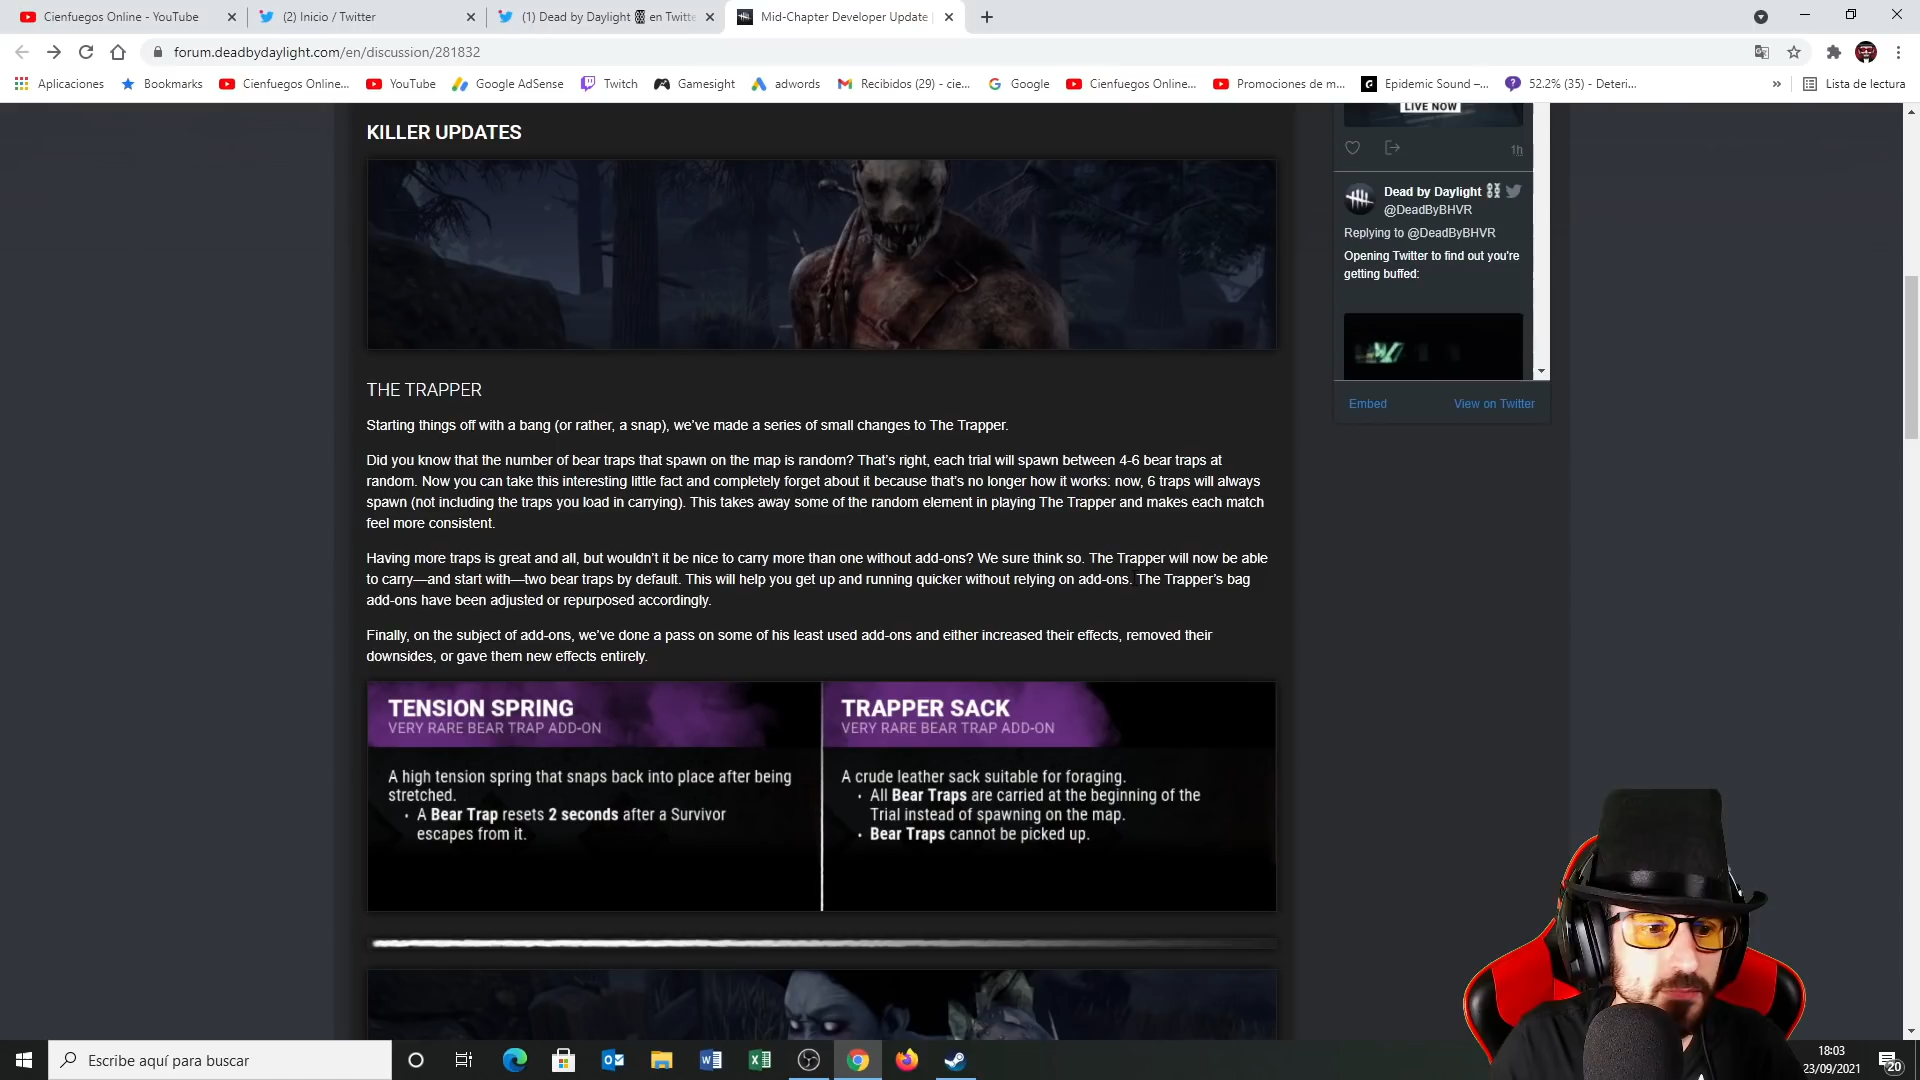 Cienfuegos Online - YouTube
(2) Inicio / Twitter
(1) Dead by Daylight en Twitte
Mid-Chapter Developer Update |
forum.deadbydaylight.com/en/discussion/281832
Aplicaciones
Bookmarks
Cienfuegos Online...
YouTube
Google AdSense
Twitch
Gamesight
adwords
Recibidos (29) - cie...
Google
Cienfuegos Online...
Promociones de m...
Epidemic Sound –...
52.2% (35) - Deteri...
»
Lista de lectura
KILLER UPDATES
THE TRAPPER
Starting things off with a bang (or rather, a snap), we've made a series of small changes to The Trapper.
Did you know that the number of bear traps that spawn on the map is random? That's right, each trial will spawn between 4-6 bear traps at
random. Now you can take this interesting little fact and completely forget about it because that's no longer how it works: now, 6 traps will always
spawn (not including the traps you load in carrying). This takes away some of the random element in playing The Trapper and makes each match
feel more consistent.
Having more traps is great and all, but wouldn't it be nice to carry more than one without add-ons? We sure think so. The Trapper will now be able
to carry—and start with—two bear traps by default. This will help you get up and running quicker without relying on add-ons. The Trapper's bag
add-ons have been adjusted or repurposed accordingly.
Finally, on the subject of add-ons, we've done a pass on some of his least used add-ons and either increased their effects, removed their
downsides, or gave them new effects entirely.
TENSION SPRING
VERY RARE BEAR TRAP ADD-ON
A high tension spring that snaps back into place after being
stretched.
• A Bear Trap resets 2 seconds after a Survivor
escapes from it.
TRAPPER SACK
VERY RARE BEAR TRAP ADD-ON
A crude leather sack suitable for foraging.
• All Bear Traps are carried at the beginning of the
Trial instead of spawning on the map.
• Bear Traps cannot be picked up.
LIVE NOW
1h
Dead by Daylight
@DeadByBHVR
Replying to @DeadByBHVR
Opening Twitter to find out you're
getting buffed:
Embed
View on Twitter
Escribe aquí para buscar
18:03
23/09/2021
20